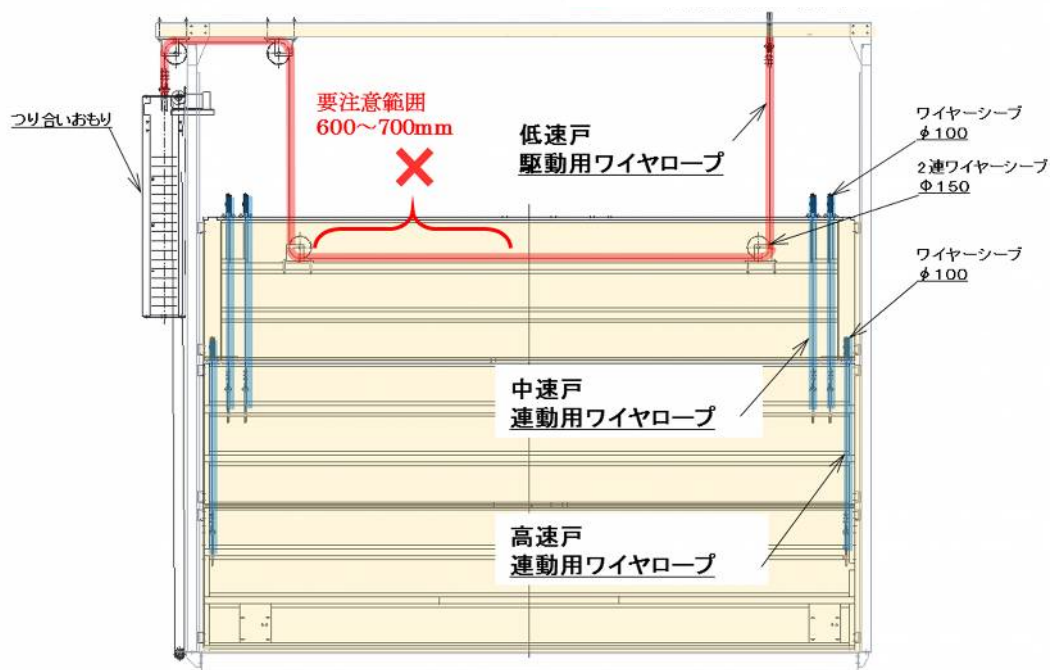 つり合いおもり
要注意範囲
600～700mm
低速戸
駆動用ワイヤロープ
ワイヤーシーブ
φ100
2連ワイヤーシーブ
Φ150
ワイヤーシーブ
φ100
中速戸
連動用ワイヤロープ
高速戸
連動用ワイヤロープ